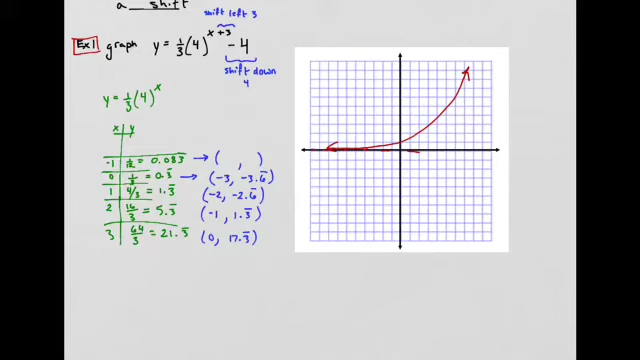 a shift
shift left 3
Ex1 graph y = 1/3 (4)^(x+3) - 4
shift down
4
y = 1/3 (4)^x
x y
-1 1/12 = 0.083̅ → ( , )
0 1/3 = 0.3̅ → (-3, -3.6̅)
1 4/3 = 1.3̅ (-2, -2.6̅)
2 16/3 = 5.3̅ (-1, 1.3̅)
3 64/3 = 21.3̅ (0, 17.3̅)